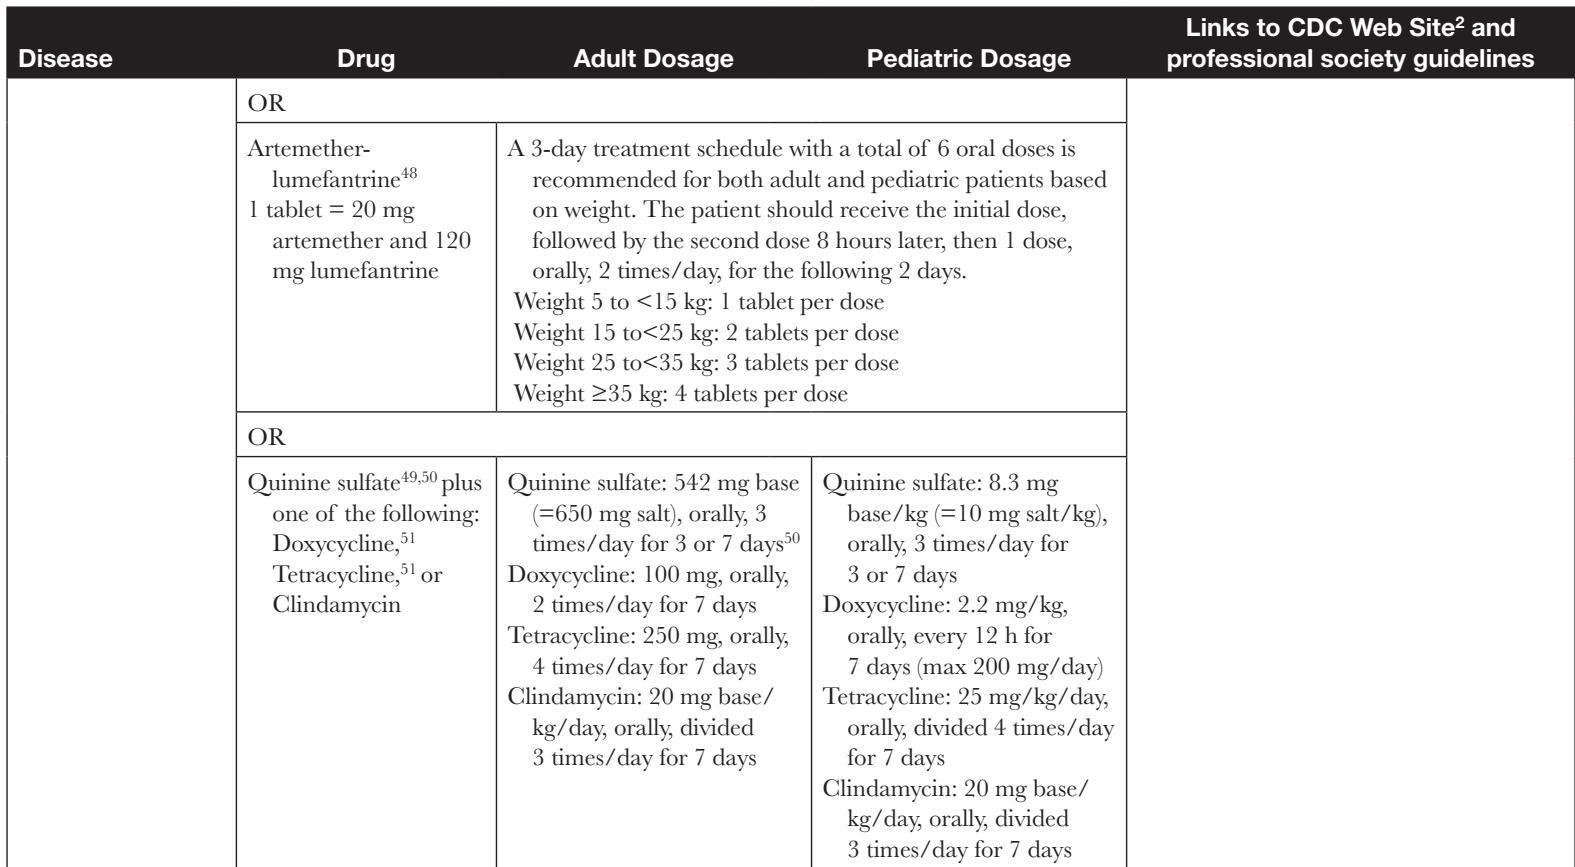 Links to CDC Web Site² and
Disease Drug Adult Dosage Pediatric Dosage professional society guidelines
OR
Artemether-
lumefantrine⁴⁸
1 tablet = 20 mg
artemether and 120
mg lumefantrine
A 3-day treatment schedule with a total of 6 oral doses is
recommended for both adult and pediatric patients based
on weight. The patient should receive the initial dose,
followed by the second dose 8 hours later, then 1 dose,
orally, 2 times/day, for the following 2 days.
Weight 5 to <15 kg: 1 tablet per dose
Weight 15 to<25 kg: 2 tablets per dose
Weight 25 to<35 kg: 3 tablets per dose
Weight ≥35 kg: 4 tablets per dose
OR
Quinine sulfate⁴⁹,⁵⁰ plus
one of the following:
Doxycycline,⁵¹
Tetracycline,⁵¹ or
Clindamycin
Quinine sulfate: 542 mg base
(=650 mg salt), orally, 3
times/day for 3 or 7 days⁵⁰
Doxycycline: 100 mg, orally,
2 times/day for 7 days
Tetracycline: 250 mg, orally,
4 times/day for 7 days
Clindamycin: 20 mg base/
kg/day, orally, divided
3 times/day for 7 days
Quinine sulfate: 8.3 mg
base/kg (=10 mg salt/kg),
orally, 3 times/day for
3 or 7 days
Doxycycline: 2.2 mg/kg,
orally, every 12 h for
7 days (max 200 mg/day)
Tetracycline: 25 mg/kg/day,
orally, divided 4 times/day
for 7 days
Clindamycin: 20 mg base/
kg/day, orally, divided
3 times/day for 7 days